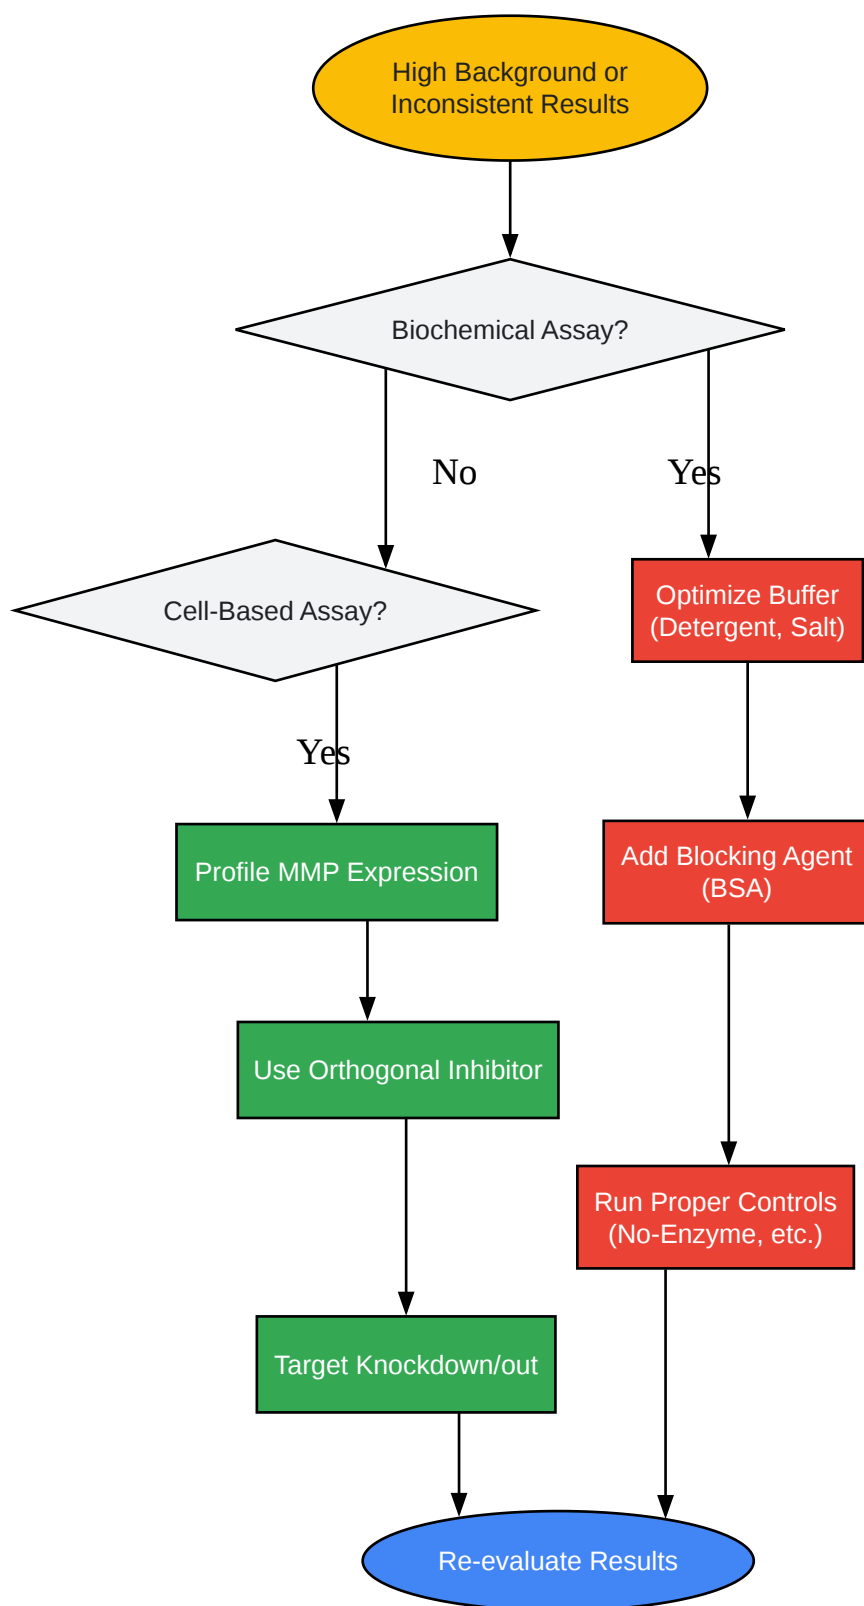 High Background or
Inconsistent Results
Biochemical Assay?
No
Yes
Cell-Based Assay?
Optimize Buffer
(Detergent, Salt)
Yes
Profile MMP Expression
Add Blocking Agent
(BSA)
Use Orthogonal Inhibitor
Run Proper Controls
(No-Enzyme, etc.)
Target Knockdown/out
Re-evaluate Results